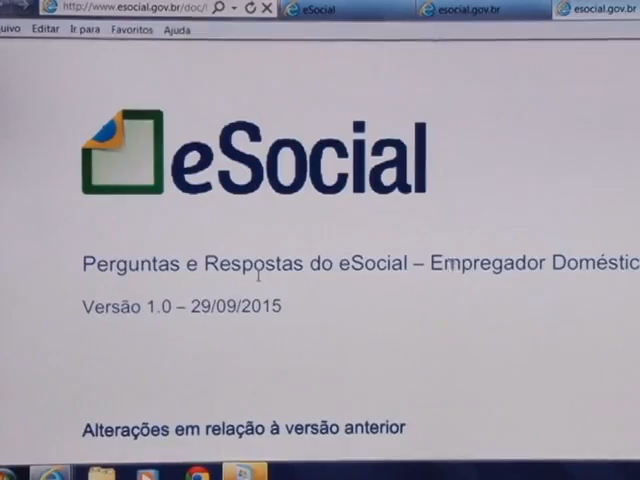 http://www.esocial.gov.br/doc/
eSocial
esocial.gov.br
esocial.gov.br
Editar Ir para Favoritos Ajuda
eSocial
Perguntas e Respostas do eSocial – Empregador Doméstic
Versão 1.0 – 29/09/2015
Alterações em relação à versão anterior